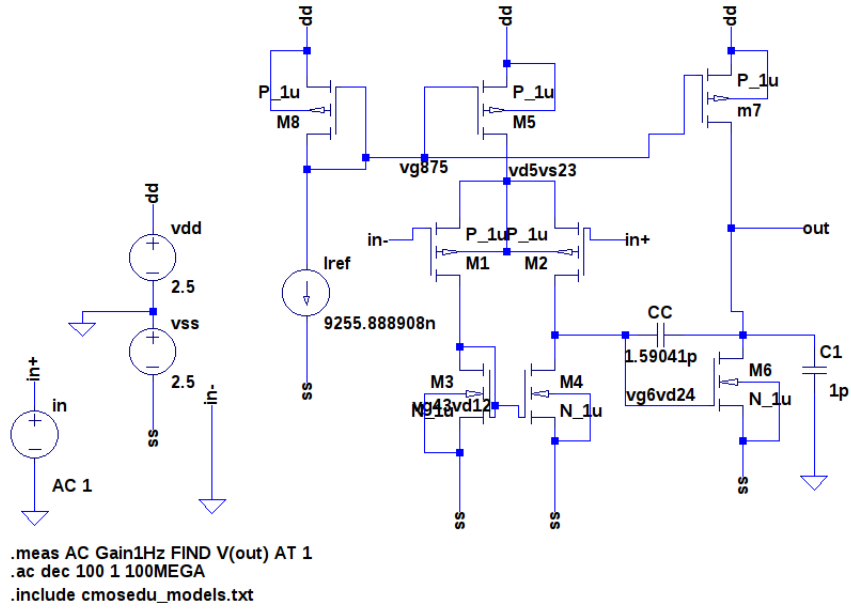 dd
dd
dd
P_1u
M8
P_1u
M5
P_1u
m7
vg875
vd5vs23
dd
vdd
2.5
vss
2.5
ss
in-
P_1u
M1
P_1u
M2
in+
out
Iref
9255.888908n
ss
in+
in
AC 1
in-
CC
1.59041p
C1
1p
M3
N_1u
vg43vd12
M4
N_1u
vg6vd24
M6
N_1u
ss
ss
ss
.meas AC Gain1Hz FIND V(out) AT 1
.ac dec 100 1 100MEGA
.include cmosedu_models.txt